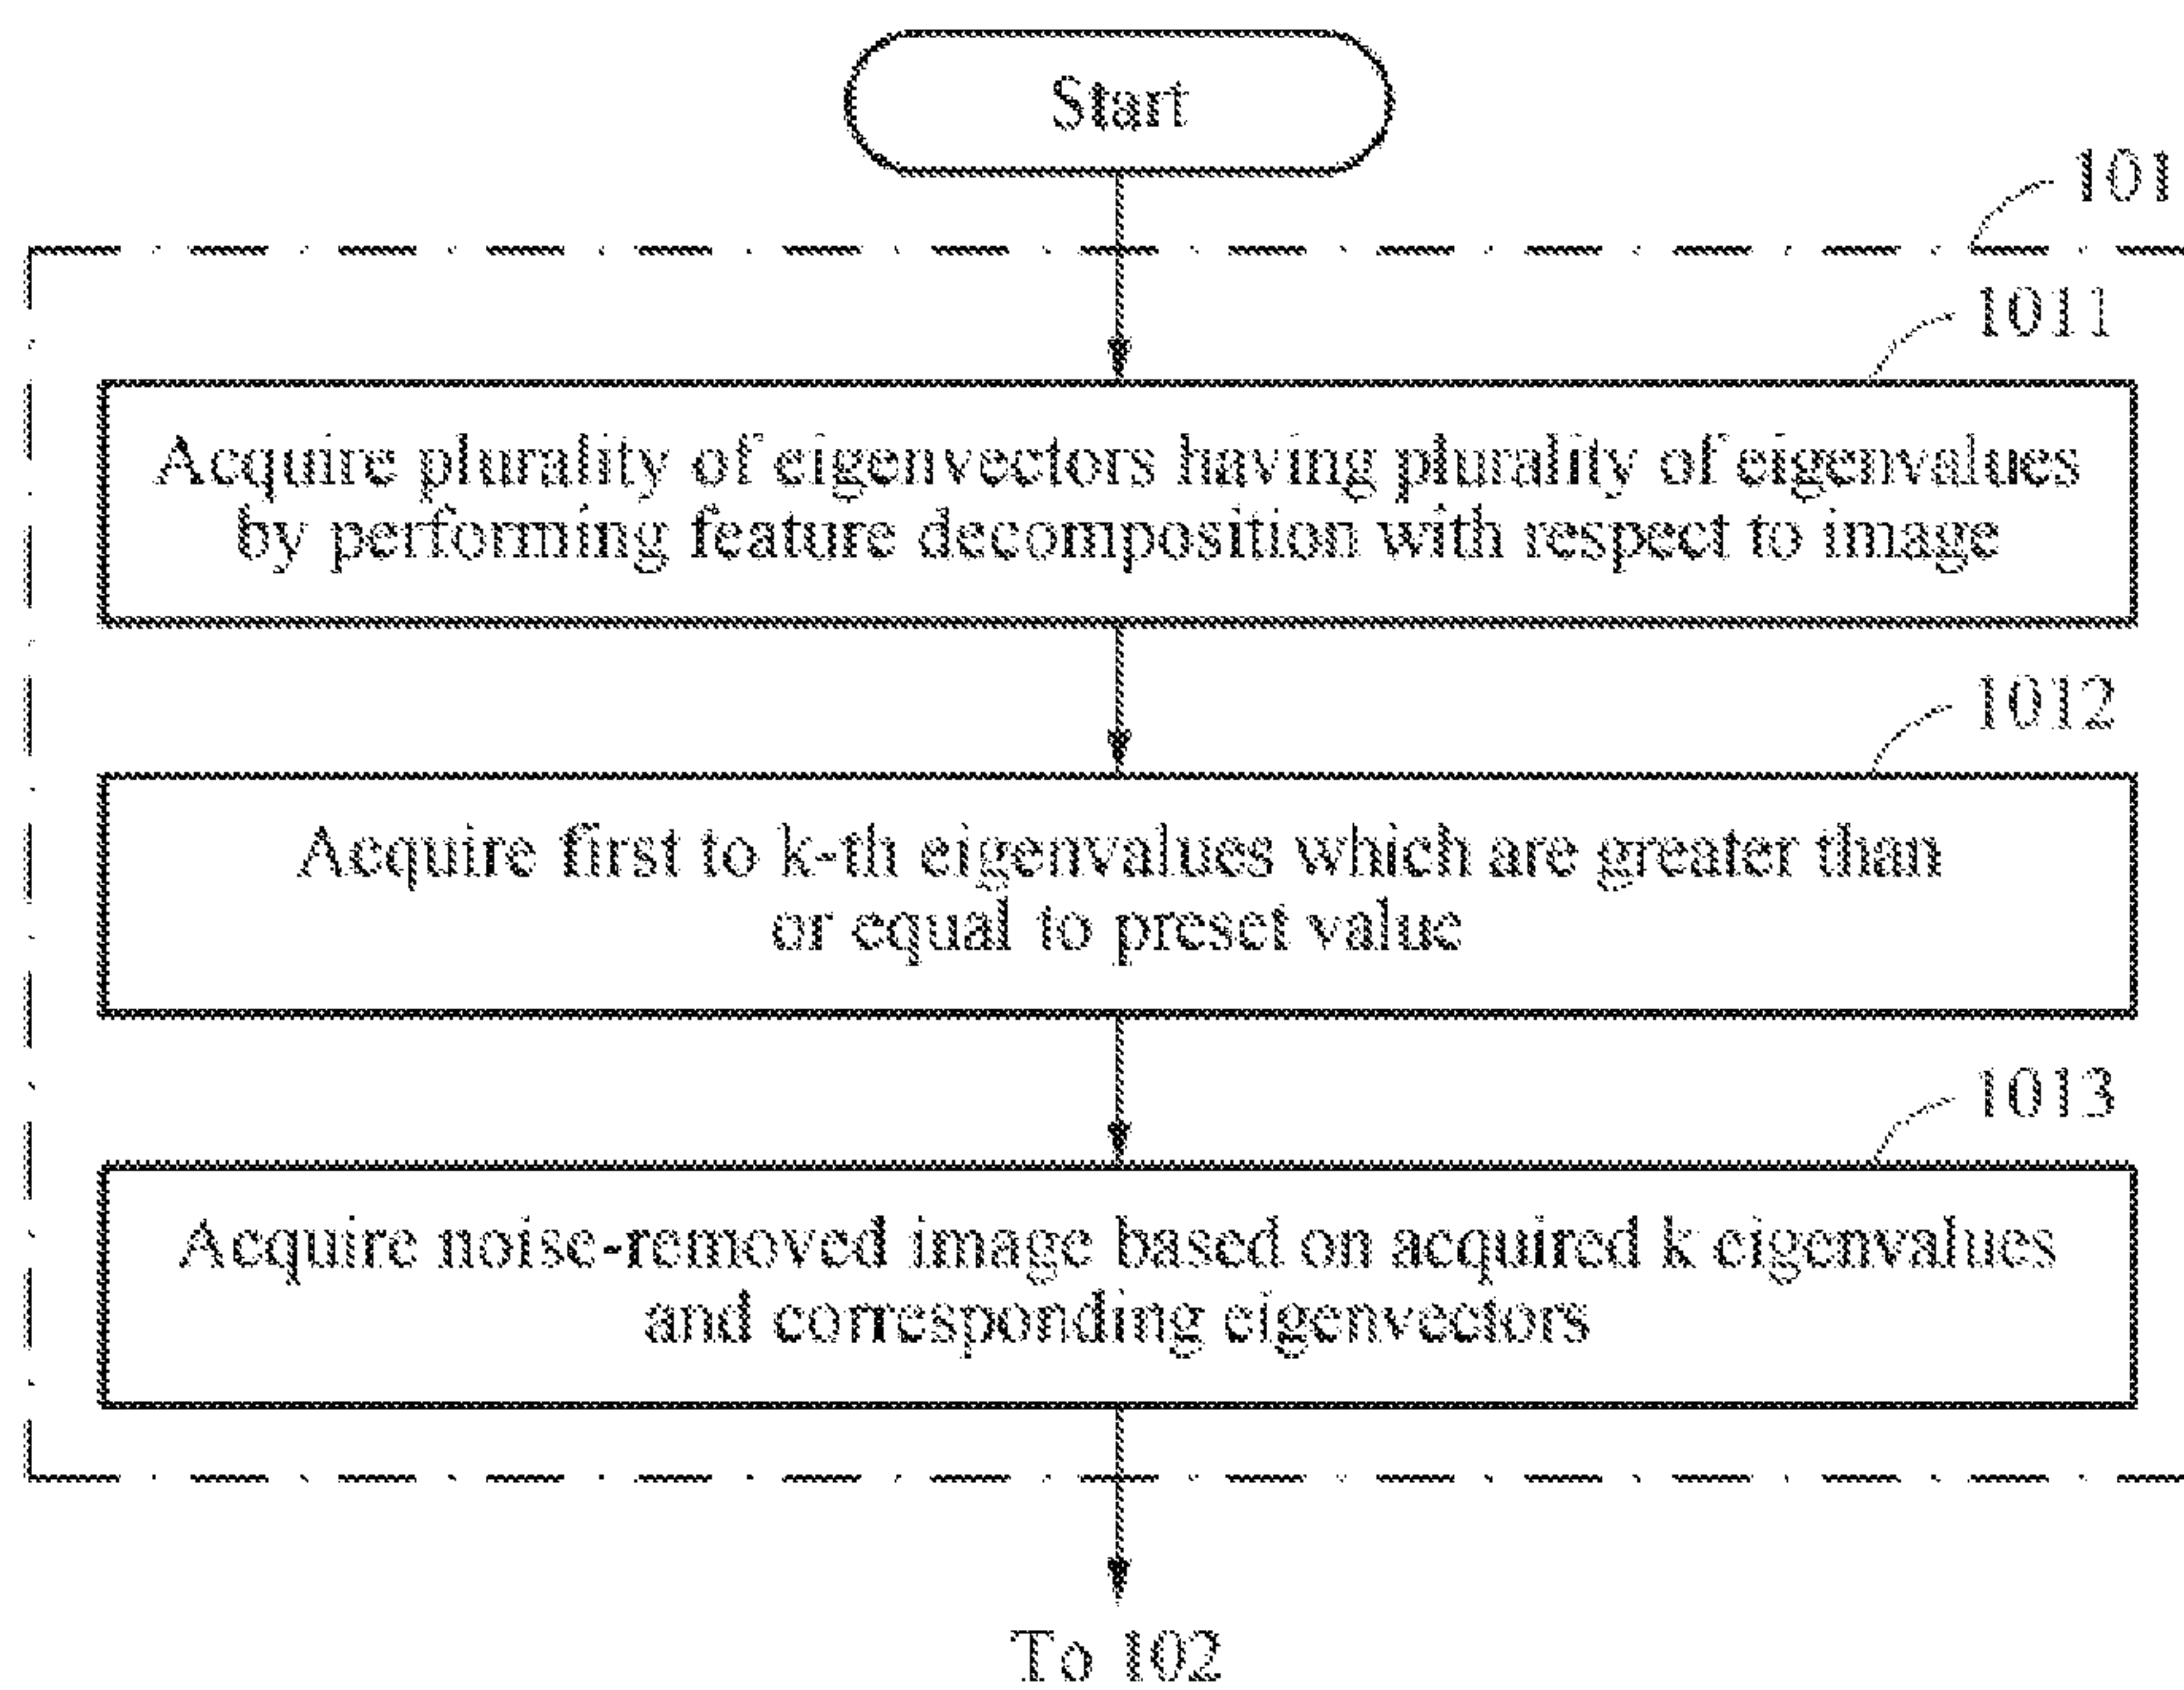 Start
101
1011
Acquire plurality of eigenvectors having plurality of eigenvalues
by performing feature decomposition with respect to image
1012
Acquire first to k-th eigenvalues which are greater than
or equal to preset value
1013
Acquire noise-removed image based on acquired k eigenvalues
and corresponding eigenvectors
To 102